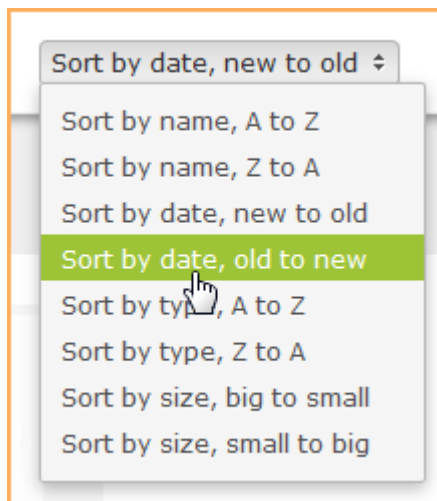 Sort by date, new to old
Sort by name, A to Z
Sort by name, Z to A
Sort by date, new to old
Sort by date, old to new
Sort by type, A to Z
Sort by type, Z to A
Sort by size, big to small
Sort by size, small to big